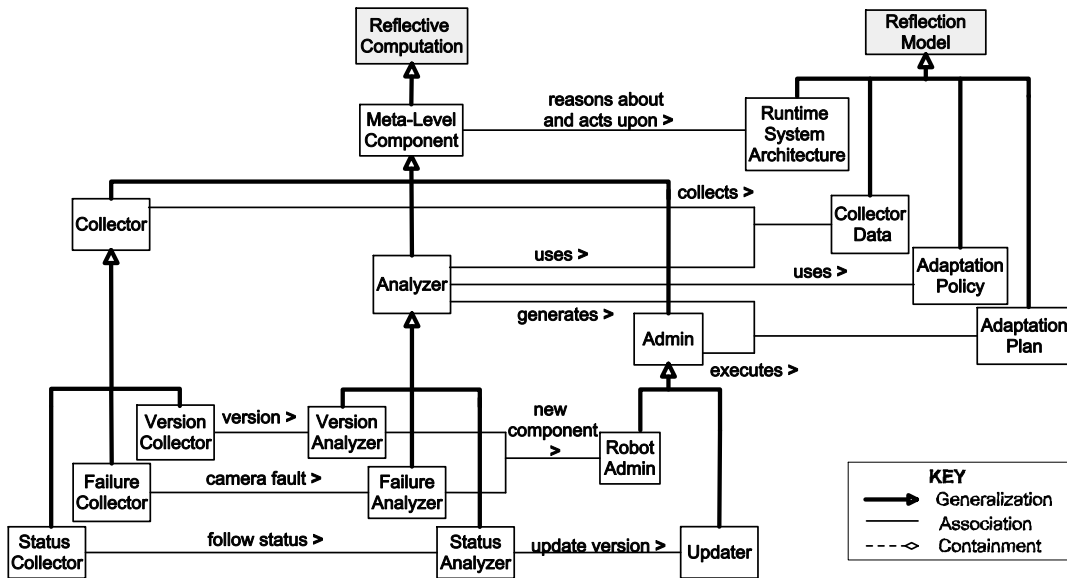 Reflective
Computation
Reflection
Model
Meta-Level
Component
reasons about
and acts upon >
Runtime
System
Architecture
Collector
collects >
Collector
Data
Analyzer
uses >
uses >
Adaptation
Policy
generates >
Admin
executes >
Adaptation
Plan
Version
Collector
version >
Version
Analyzer
new
component
>
Robot
Admin
Failure
Collector
camera fault >
Failure
Analyzer
Status
Collector
follow status >
Status
Analyzer
update version >
Updater
KEY
Generalization
Association
Containment